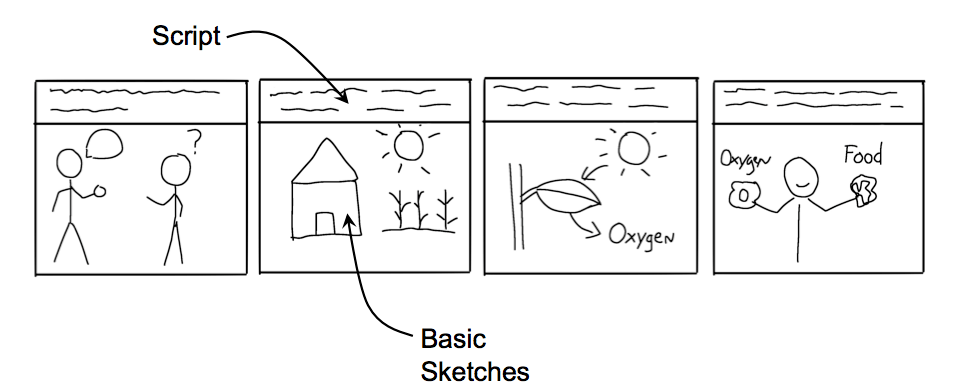 Script
?
Oxygen
Oxygen
Food
Basic
Sketches